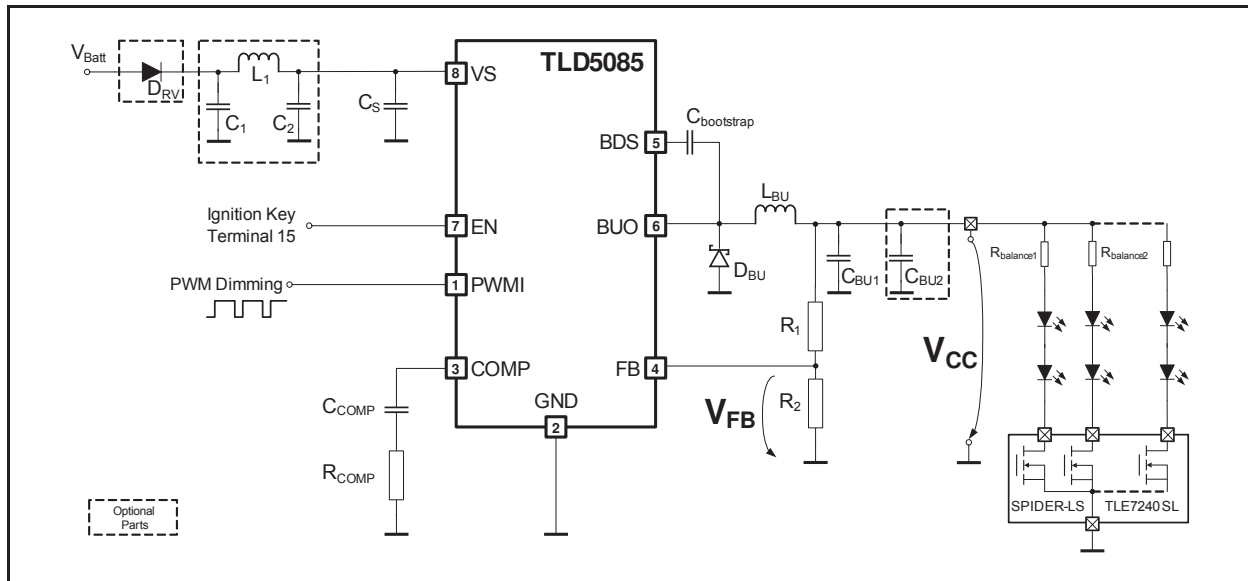 V_Batt
D_RV
L_1
C_1
C_2
C_S
TLD5085
8 VS
BDS 5
C_bootstrap
L_BU
Ignition Key
Terminal 15
7 EN
BUO 6
D_BU
C_BU1
C_BU2
R_balance1
R_balance2
PWM Dimming
1 PWMI
R_1
V_CC
3 COMP
FB 4
C_COMP
GND
2
V_FB
R_2
R_COMP
Optional
Parts
SPIDER-LS
TLE7240SL